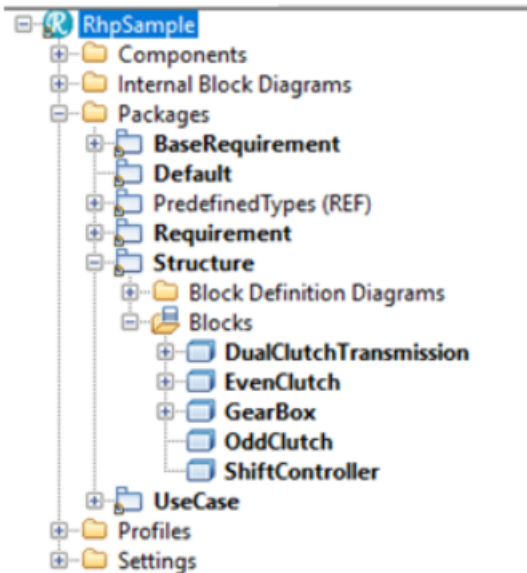 RhpSample
Components
Internal Block Diagrams
Packages
BaseRequirement
Default
PredefinedTypes (REF)
Requirement
Structure
Block Definition Diagrams
Blocks
DualClutchTransmission
EvenClutch
GearBox
OddClutch
ShiftController
UseCase
Profiles
Settings